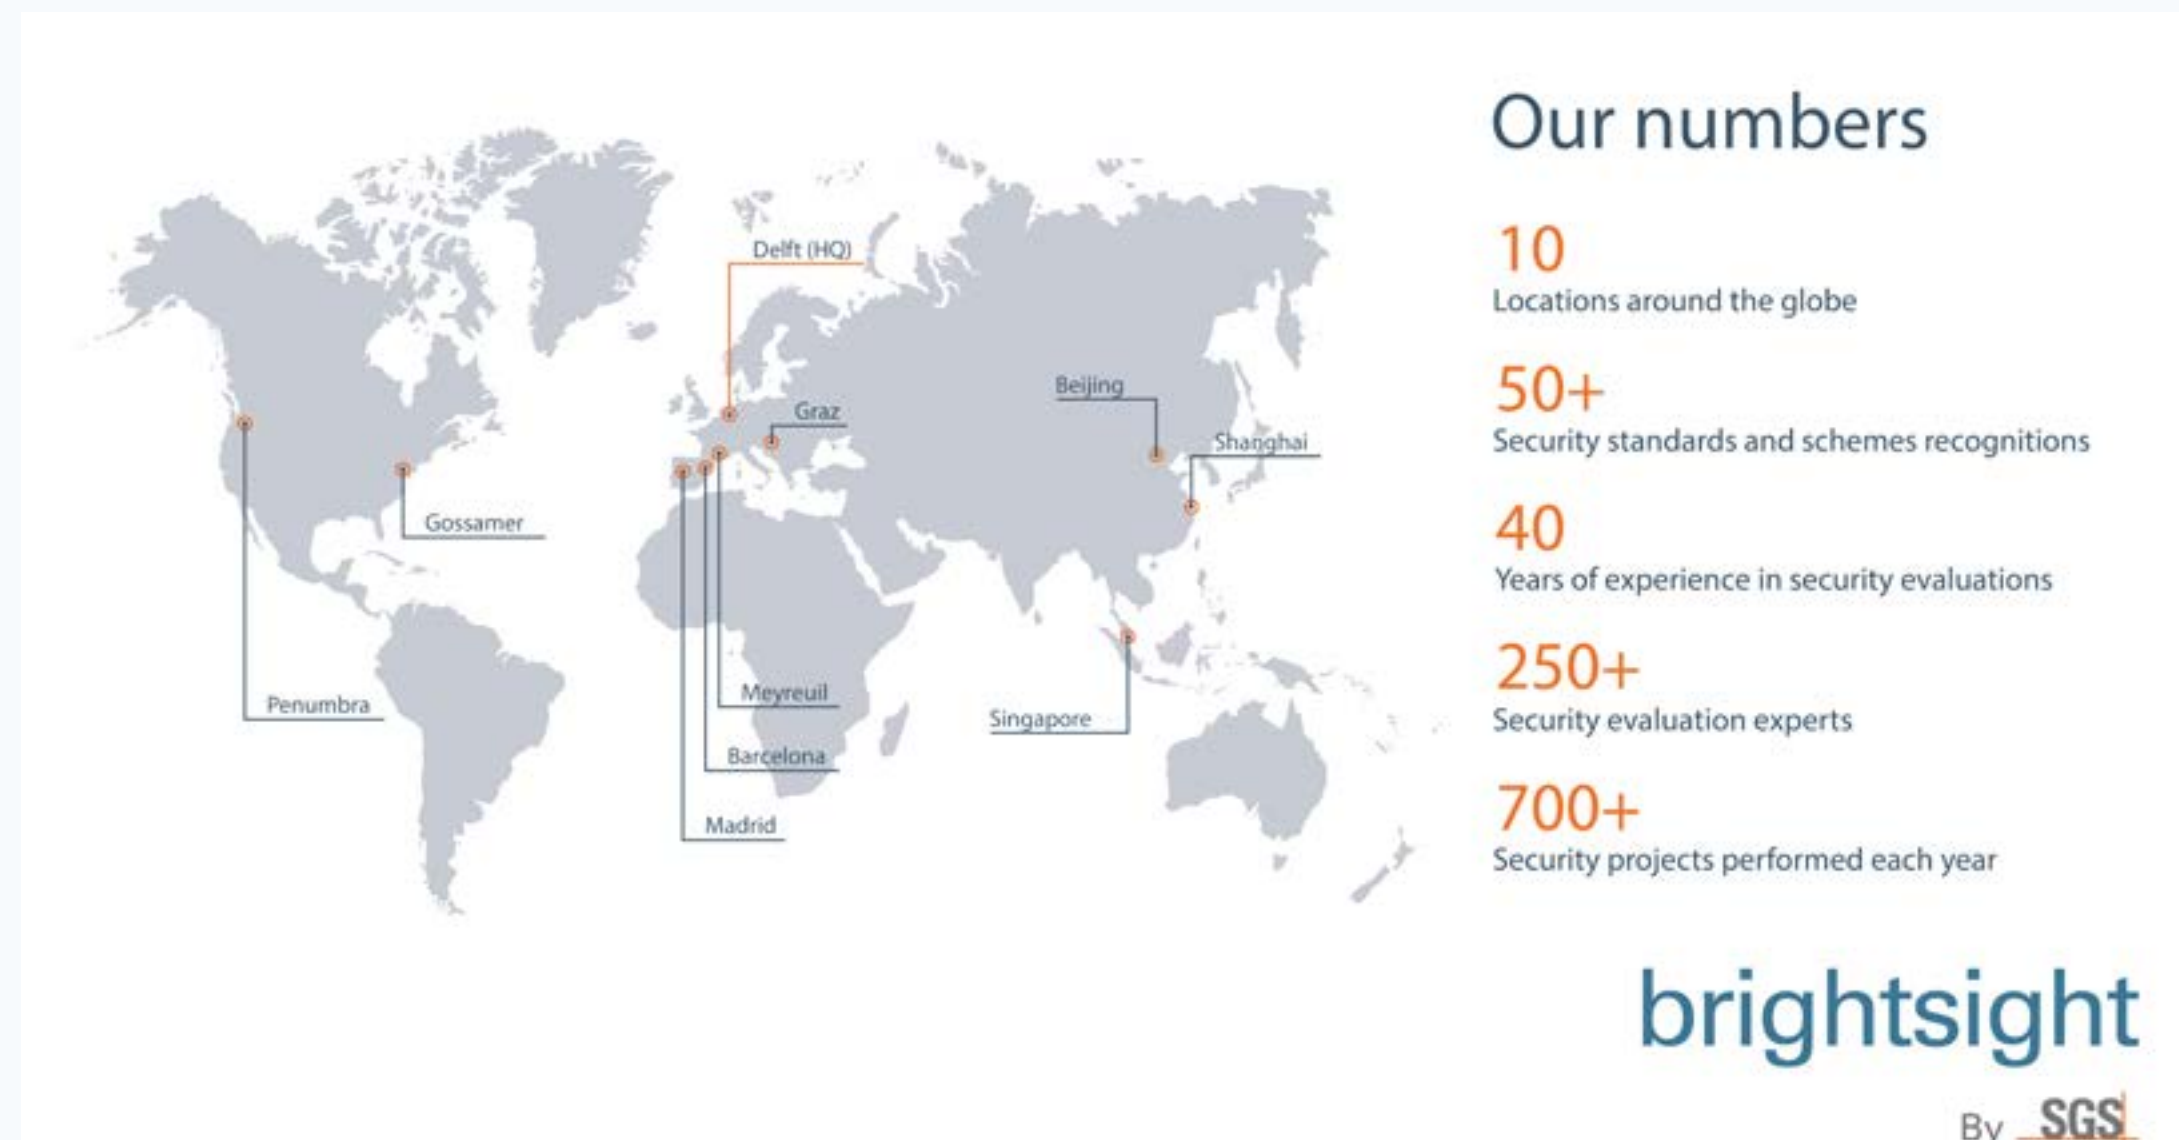 Our numbers
10
Locations around the globe
50+
Security standards and schemes recognitions
40
Years of experience in security evaluations
250+
Security evaluation experts
700+
Security projects performed each year
Delft (HQ)
Graz
Beijing
Shanghai
Gossamer
Penumbra
Meyreuil
Barcelona
Madrid
Singapore
brightsight
By SGS